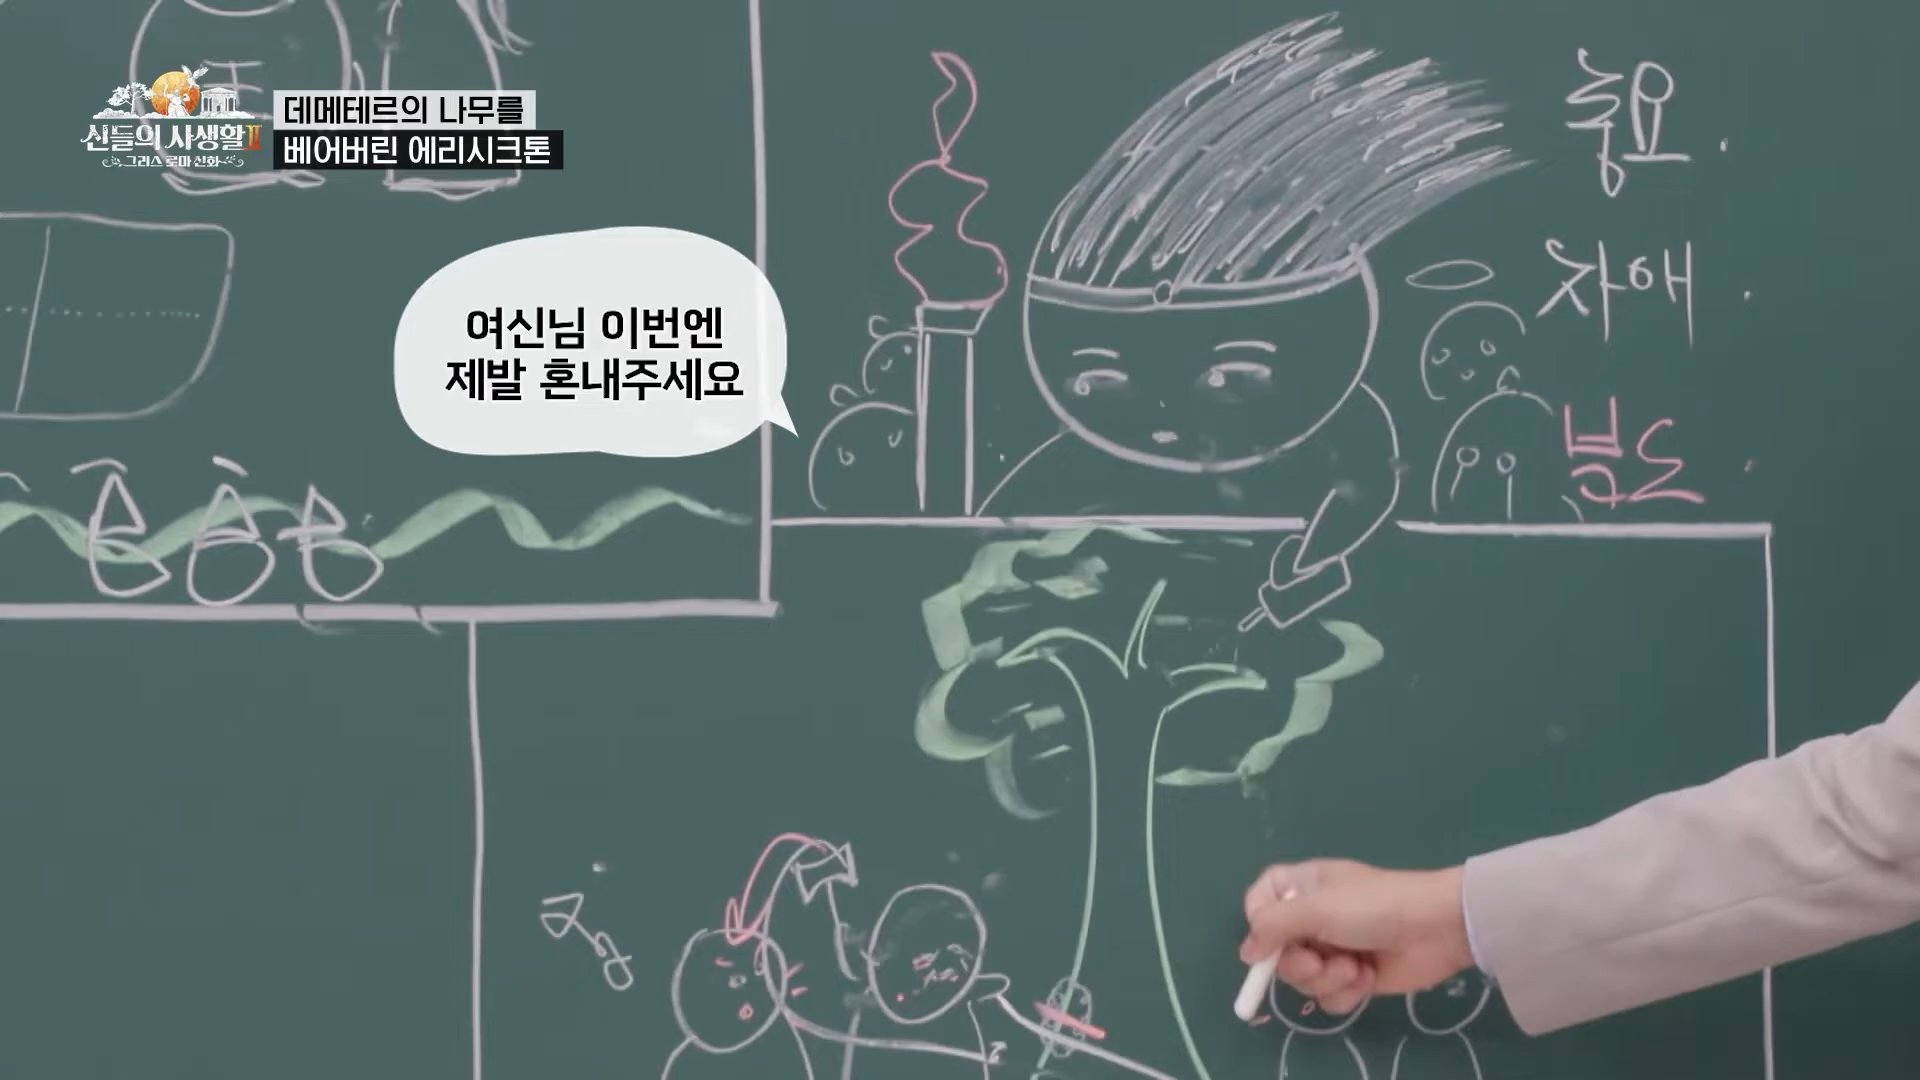 신들의 사생활 II
그리스 로마 신화
데메테르의 나무를
베어버린 에리시크톤
여신님 이번엔
제발 혼내주세요
풍요
자애
분노